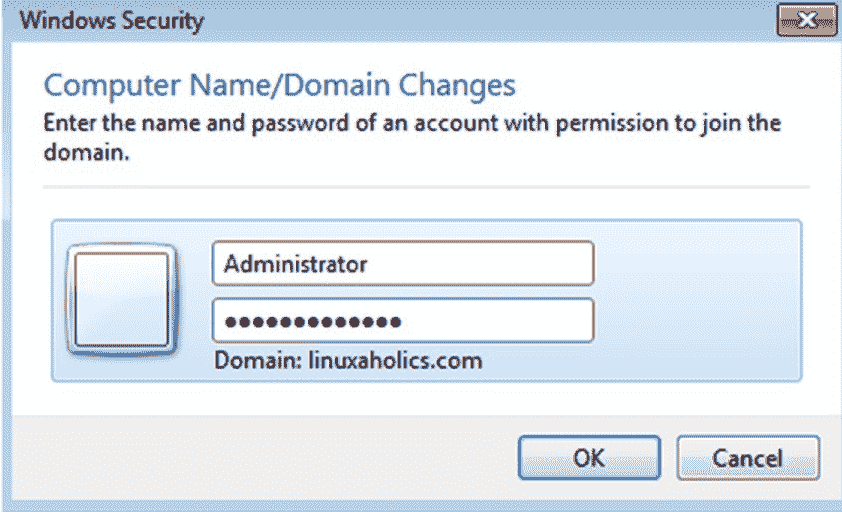 Windows Security
Computer Name/Domain Changes
Enter the name and password of an account with permission to join the
domain.
Administrator
●●●●●●●●●●●●●
Domain: linuxaholics.com
OK
Cancel